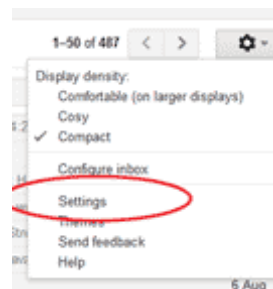 1–50 of 487
Display density:
Comfortable (on larger displays)
Cosy
Compact
Configure inbox
Settings
Themes
Send feedback
Help
6 Aug